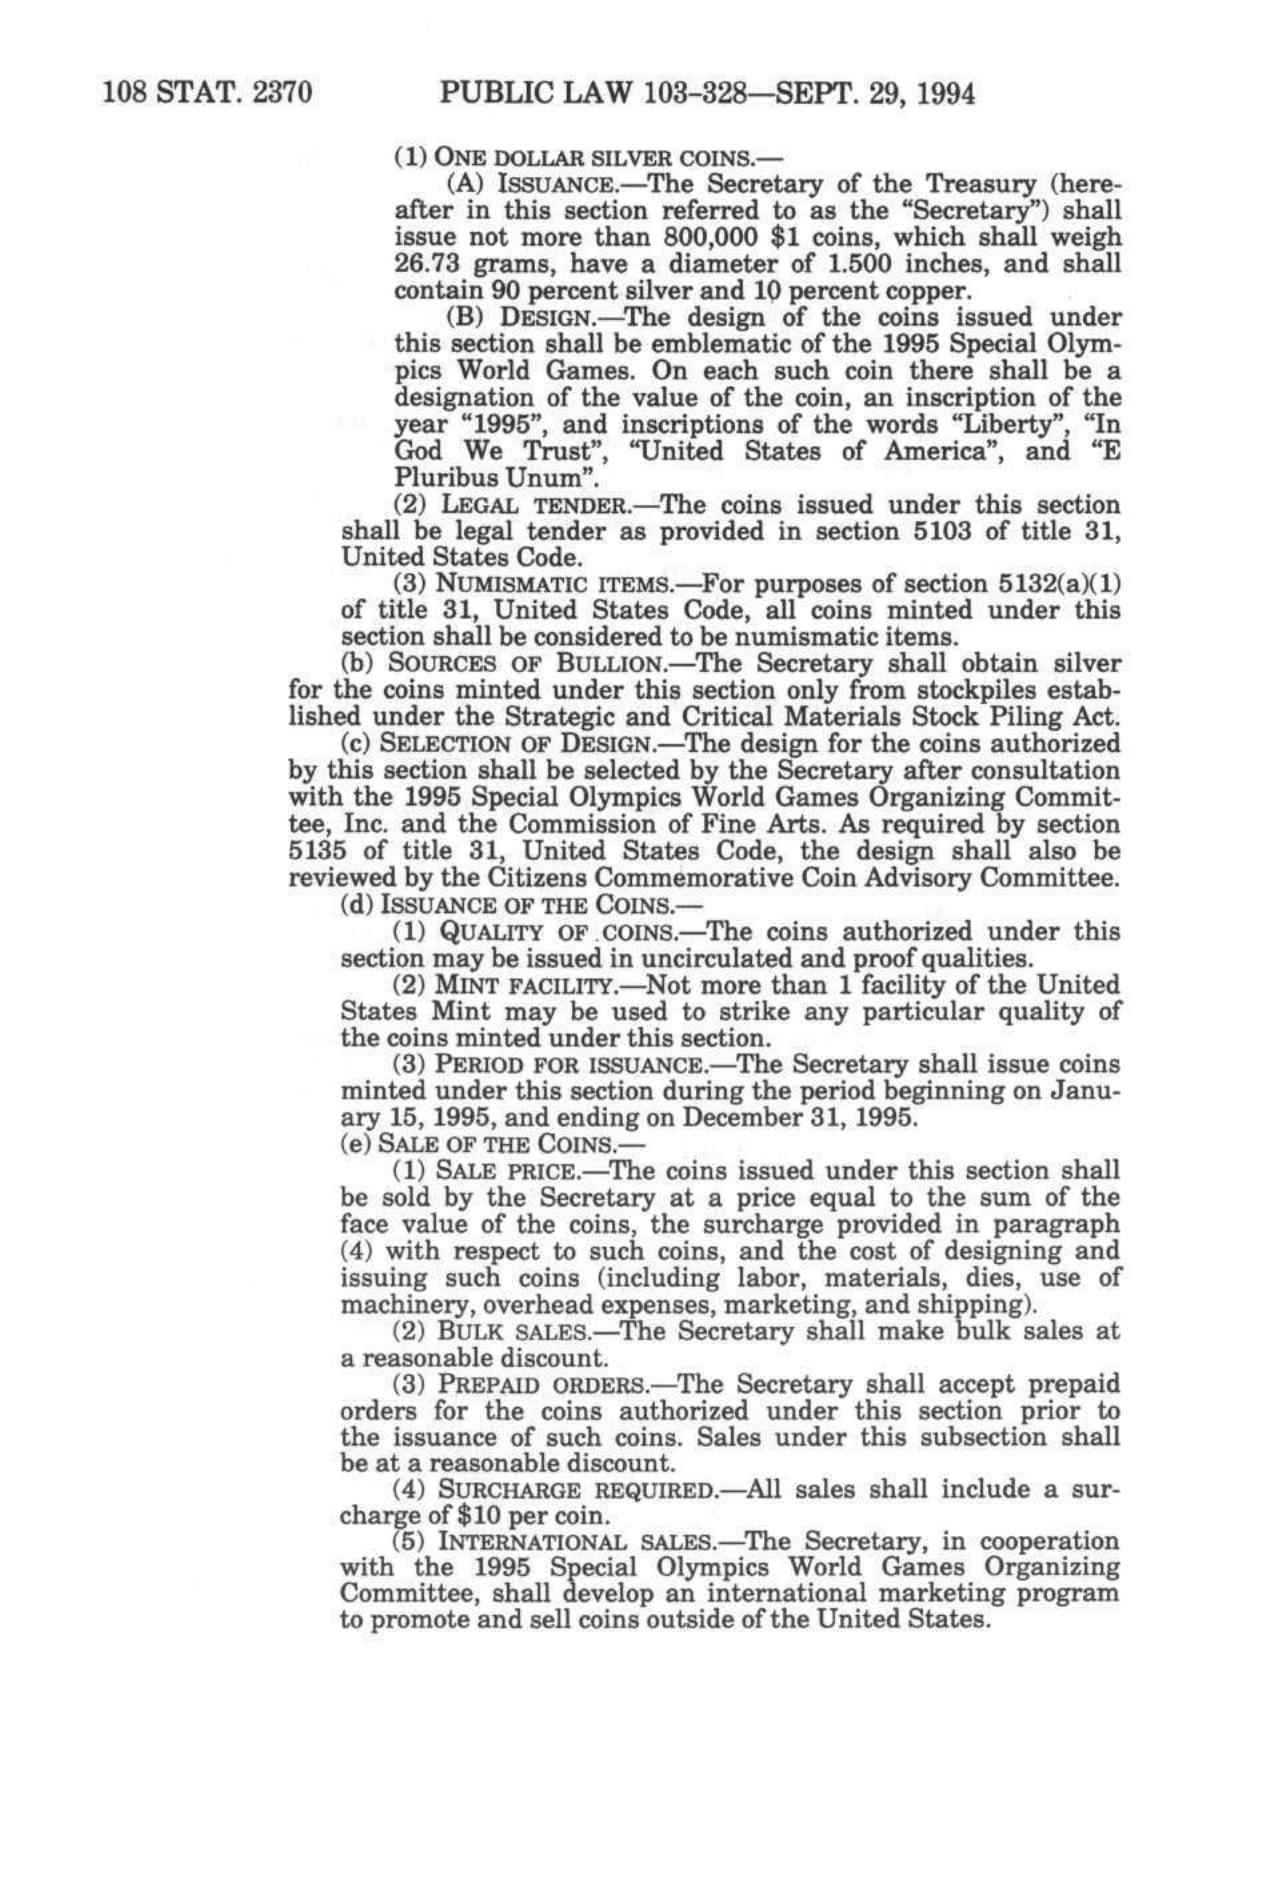 108 STAT. 2370 PUBLIC LAW 103-328—SEPT. 29, 1994
(1) ONE DOLLAR SILVER COINS.—
(A) ISSUANCE.—The Secretary of the Treasury (here-
after in this section referred to as the “Secretary”) shall
issue not more than 800,000 $1 coins, which shall weigh
26.73 grams, have a diameter of 1.500 inches, and shall
contain 90 percent silver and 10 percent copper.
(B) DESIGN.—The design of the coins issued under
this section shall be emblematic of the 1995 Special Olym-
pics World Games. On each such coin there shall be a
designation of the value of the coin, an inscription of the
year “1995”, and inscriptions of the words “Liberty”, “In
God We Trust”, “United States of America”, and “E
Pluribus Unum”.
(2) LEGAL TENDER.—The coins issued under this section
shall be legal tender as provided in section 5103 of title 31,
United States Code.
(3) NUMISMATIC ITEMS.—For purposes of section 5132(a)(1)
of title 31, United States Code, all coins minted under this
section shall be considered to be numismatic items.
(b) SOURCES OF BULLION.—The Secretary shall obtain silver
for the coins minted under this section only from stockpiles estab-
lished under the Strategic and Critical Materials Stock Piling Act.
(c) SELECTION OF DESIGN.—The design for the coins authorized
by this section shall be selected by the Secretary after consultation
with the 1995 Special Olympics World Games Organizing Commit-
tee, Inc. and the Commission of Fine Arts. As required by section
5135 of title 31, United States Code, the design shall also be
reviewed by the Citizens Commemorative Coin Advisory Committee.
(d) ISSUANCE OF THE COINS.—
(1) QUALITY OF COINS.—The coins authorized under this
section may be issued in uncirculated and proof qualities.
(2) MINT FACILITY.—Not more than 1 facility of the United
States Mint may be used to strike any particular quality of
the coins minted under this section.
(3) PERIOD FOR ISSUANCE.—The Secretary shall issue coins
minted under this section during the period beginning on Janu-
ary 15, 1995, and ending on December 31, 1995.
(e) SALE OF THE COINS.—
(1) SALE PRICE.—The coins issued under this section shall
be sold by the Secretary at a price equal to the sum of the
face value of the coins, the surcharge provided in paragraph
(4) with respect to such coins, and the cost of designing and
issuing such coins (including labor, materials, dies, use of
machinery, overhead expenses, marketing, and shipping).
(2) BULK SALES.—The Secretary shall make bulk sales at
a reasonable discount.
(3) PREPAID ORDERS.—The Secretary shall accept prepaid
orders for the coins authorized under this section prior to
the issuance of such coins. Sales under this subsection shall
be at a reasonable discount.
(4) SURCHARGE REQUIRED.—All sales shall include a sur-
charge of $10 per coin.
(5) INTERNATIONAL SALES.—The Secretary, in cooperation
with the 1995 Special Olympics World Games Organizing
Committee, shall develop an international marketing program
to promote and sell coins outside of the United States.